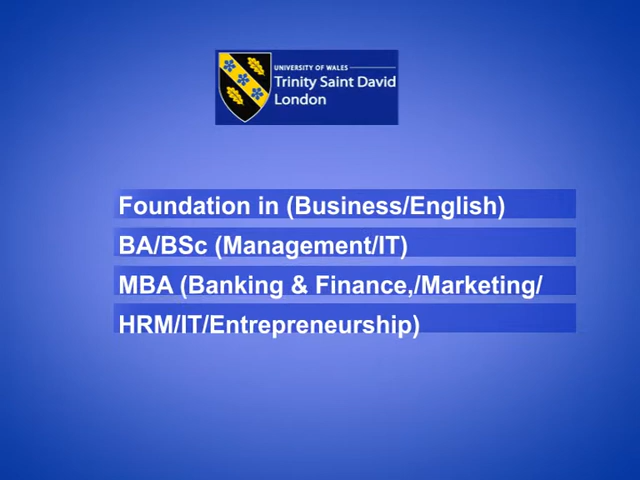 UNIVERSITY OF WALES
Trinity Saint David
London
Foundation in (Business/English)
BA/BSc (Management/IT)
MBA (Banking & Finance,/Marketing/
HRM/IT/Entrepreneurship)